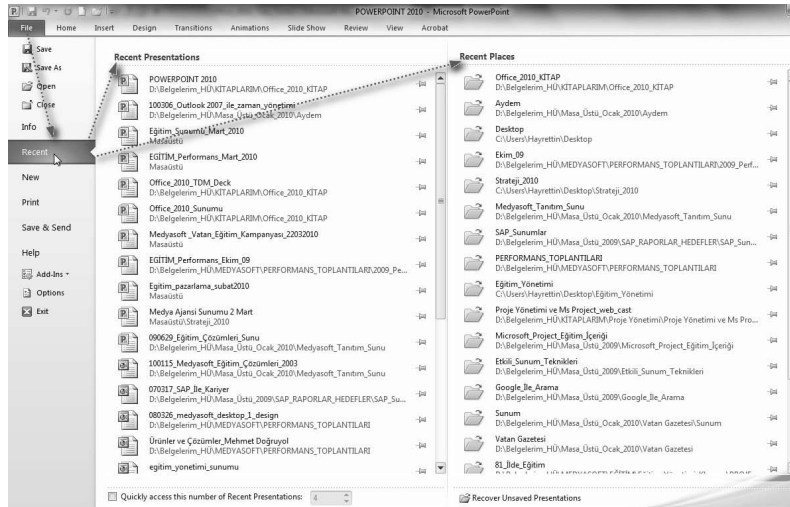 POWERPOINT 2010 - Microsoft PowerPoint
File Home Insert Design Transitions Animations Slide Show Review View Acrobat
Save
Save As
Open
Close
Info
Recent
New
Print
Save & Send
Help
Add-Ins
Options
Exit
Recent Presentations
POWERPOINT 2010
D:\Belgelerim_HÜ\KİTAPLARIM\Office_2010_KİTAP
100306_Outlook 2007_ile_zaman_yönetimi
D:\Belgelerim_HÜ\Masa_Üstü_Ocak_2010\Aydem
Eğitim_Sunumu_Mart_2010
Masaüstü
EGİTİM_Performans_Mart_2010
Masaüstü
Office_2010_TDM_Deck
D:\Belgelerim_HÜ\KİTAPLARIM\Office_2010_KİTAP
Office_2010_Sunumu
D:\Belgelerim_HÜ\KİTAPLARIM\Office_2010_KİTAP
Medyasoft _Vatan_Eğitim_Kampanyası_22032010
Masaüstü
EGİTİM_Performans_Ekim_09
D:\Belgelerim_HÜ\MEDYASOFT\PERFORMANS_TOPLANTILARI\2009_Pe...
Egitim_pazarlama_subat2010
Masaüstü
Medya Ajansi Sunumu 2 Mart
Masaüstü\Strateji_2010
090629_Eğitim_Çözümleri_Sunu
D:\Belgelerim_HÜ\Masa_Üstü_Ocak_2010\Medyasoft_Tanıtım_Sunu
100115_Medyasoft_Eğitim_Çözümleri_2003
D:\Belgelerim_HÜ\Masa_Üstü_Ocak_2010\Medyasoft_Tanıtım_Sunu
070317_SAP_İle_Kariyer
D:\Belgelerim_HÜ\Masa_Üstü_2009\SAP_RAPORLAR_HEDEFLER\SAP_Su...
080326_medyasoft_desktop_1_design
D:\Belgelerim_HÜ\MEDYASOFT\PERFORMANS_TOPLANTILARI
Ürünler ve Çözümler_Mehmet Doğruyol
D:\Belgelerim_HÜ\MEDYASOFT\PERFORMANS_TOPLANTILARI
egitim_yonetimi_sunumu
Quickly access this number of Recent Presentations: 4
Recent Places
Office_2010_KİTAP
D:\Belgelerim_HÜ\KİTAPLARIM\Office_2010_KİTAP
Aydem
D:\Belgelerim_HÜ\Masa_Üstü_Ocak_2010\Aydem
Desktop
C:\Users\Hayrettin\Desktop
Ekim_09
D:\Belgelerim_HÜ\MEDYASOFT\PERFORMANS_TOPLANTILARI\2009_Perf...
Strateji_2010
C:\Users\Hayrettin\Desktop\Strateji_2010
Medyasoft_Tanıtım_Sunu
D:\Belgelerim_HÜ\Masa_Üstü_Ocak_2010\Medyasoft_Tanıtım_Sunu
SAP_Sunumlar
D:\Belgelerim_HÜ\Masa_Üstü_2009\SAP_RAPORLAR_HEDEFLER\SAP_Sun...
PERFORMANS_TOPLANTILARI
D:\Belgelerim_HÜ\MEDYASOFT\PERFORMANS_TOPLANTILARI
Eğitim_Yönetimi
C:\Users\Hayrettin\Desktop\Eğitim_Yönetimi
Proje Yönetimi ve Ms Project_web_cast
D:\Belgelerim_HÜ\KİTAPLARIM\Proje Yönetimi\Proje Yönetimi ve Ms Pro...
Microsoft_Project_Eğitim_İçeriği
D:\Belgelerim_HÜ\Masa_Üstü_2009\Microsoft_Project_Eğitim_İçeriği
Etkili_Sunum_Teknikleri
D:\Belgelerim_HÜ\Masa_Üstü_2009\Etkili_Sunum_Teknikleri
Google_İle_Arama
D:\Belgelerim_HÜ\Masa_Üstü_2009\Google_İle_Arama
Sunum
D:\Belgelerim_HÜ\Masa_Üstü_Ocak_2010\Vatan Gazetesi\Sunum
Vatan Gazetesi
D:\Belgelerim_HÜ\Masa_Üstü_Ocak_2010\Vatan Gazetesi
81_İlde_Eğitim
Recover Unsaved Presentations